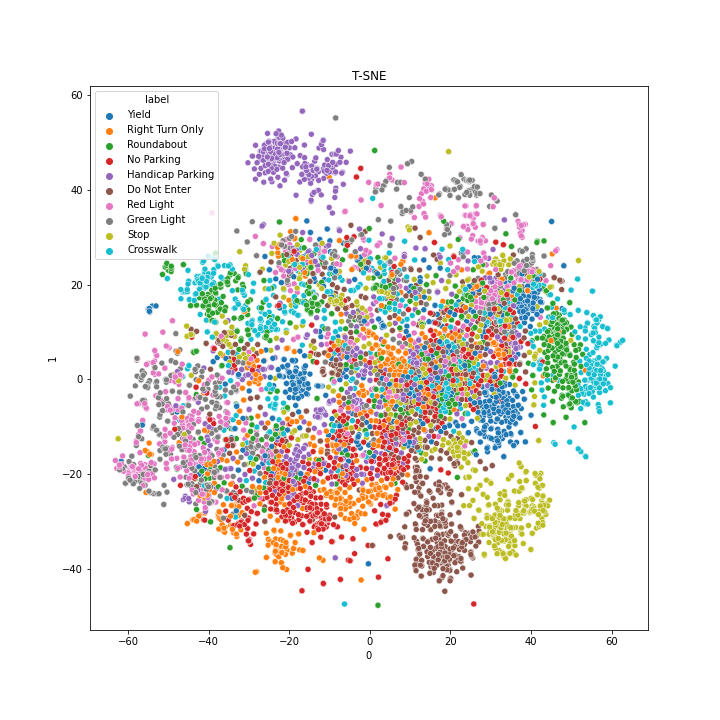 T-SNE
label
Yield
Right Turn Only
Roundabout
No Parking
Handicap Parking
Do Not Enter
Red Light
Green Light
Stop
Crosswalk
60
40
20
0
−20
−40
1
−60
−40
−20
0
20
40
60
0